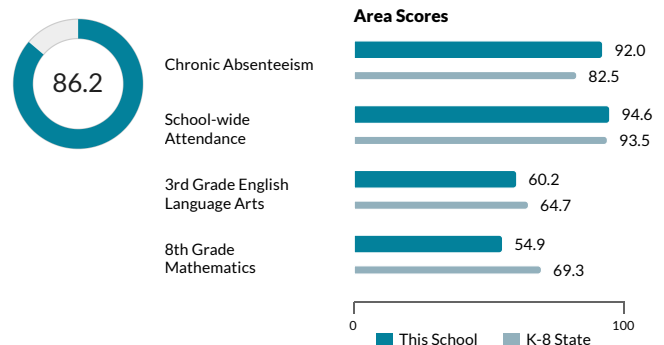 86.2
Area Scores
Chronic Absenteeism
92.0
82.5
School-wide
Attendance
94.6
93.5
3rd Grade English
Language Arts
60.2
64.7
8th Grade
Mathematics
54.9
69.3
0
100
This School
K-8 State